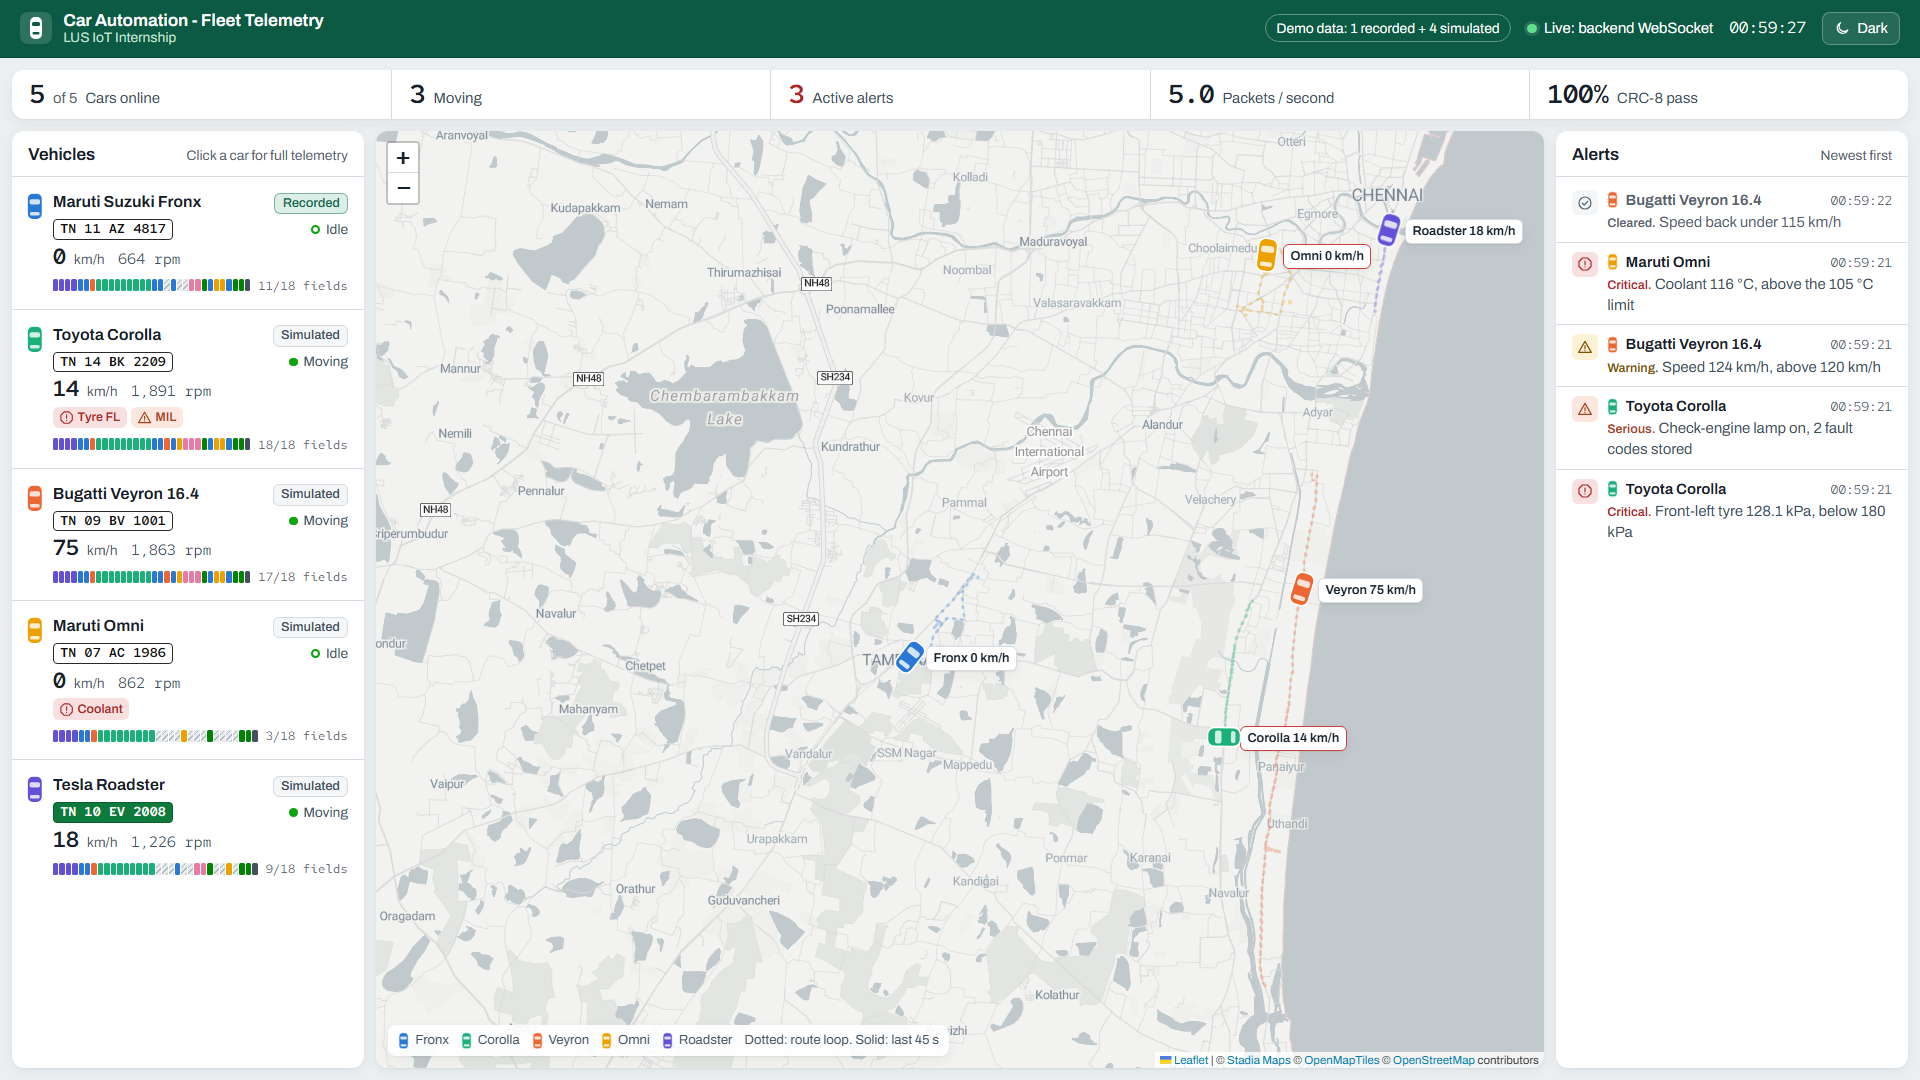 Car Automation - Fleet Telemetry
LUS IoT Internship
Demo data: 1 recorded + 4 simulated
Live: backend WebSocket
00:59:27
Dark
5 of 5 Cars online
3 Moving
3 Active alerts
5.0 Packets / second
100% CRC-8 pass
Vehicles
Click a car for full telemetry
Maruti Suzuki Fronx
Recorded
TN 11 AZ 4817
Idle
0 km/h 664 rpm
11/18 fields
Toyota Corolla
Simulated
TN 14 BK 2209
Moving
14 km/h 1,891 rpm
Tyre FL
MIL
18/18 fields
Bugatti Veyron 16.4
Simulated
TN 09 BV 1001
Moving
75 km/h 1,863 rpm
17/18 fields
Maruti Omni
Simulated
TN 07 AC 1986
Idle
0 km/h 862 rpm
Coolant
3/18 fields
Tesla Roadster
Simulated
TN 10 EV 2008
Moving
18 km/h 1,226 rpm
9/18 fields
+
−
Aranvoyal
Otteri
Kolladi
CHENNAI
Kudapakkam
Nemam
Egmore
Roadster 18 km/h
Maduravoyal
Choolaimedu
Omni 0 km/h
Thirumazhisai
Noombal
NH48
Valasaravakkam
Poonamallee
Mannur
NH48
SH234
Chembarambakkam
Lake
Kovur
Adyar
Nemili
Chennai
International
Airport
Alandur
Kundrathur
Pennalur
Pammal
Velachery
NH48
riperumbudur
Veyron 75 km/h
Navalur
SH234
ondur
TAM
Fronx 0 km/h
Chetpet
Mahanyam
Corolla 14 km/h
Vandalur
SSM Nagar
Mappedu
Panaiyur
Vaipur
Uthandi
Urapakkam
Ponmar
Karanai
Kandigai
Orathur
Navalur
Guduvancheri
Oragadam
Kolathur
izhi
Fronx
Corolla
Veyron
Omni
Roadster
Dotted: route loop. Solid: last 45 s
Leaflet | © Stadia Maps © OpenMapTiles © OpenStreetMap contributors
Alerts
Newest first
Bugatti Veyron 16.4
00:59:22
Cleared. Speed back under 115 km/h
Maruti Omni
00:59:21
Critical. Coolant 116 °C, above the 105 °C
limit
Bugatti Veyron 16.4
00:59:21
Warning. Speed 124 km/h, above 120 km/h
Toyota Corolla
00:59:21
Serious. Check-engine lamp on, 2 fault
codes stored
Toyota Corolla
00:59:21
Critical. Front-left tyre 128.1 kPa, below 180
kPa